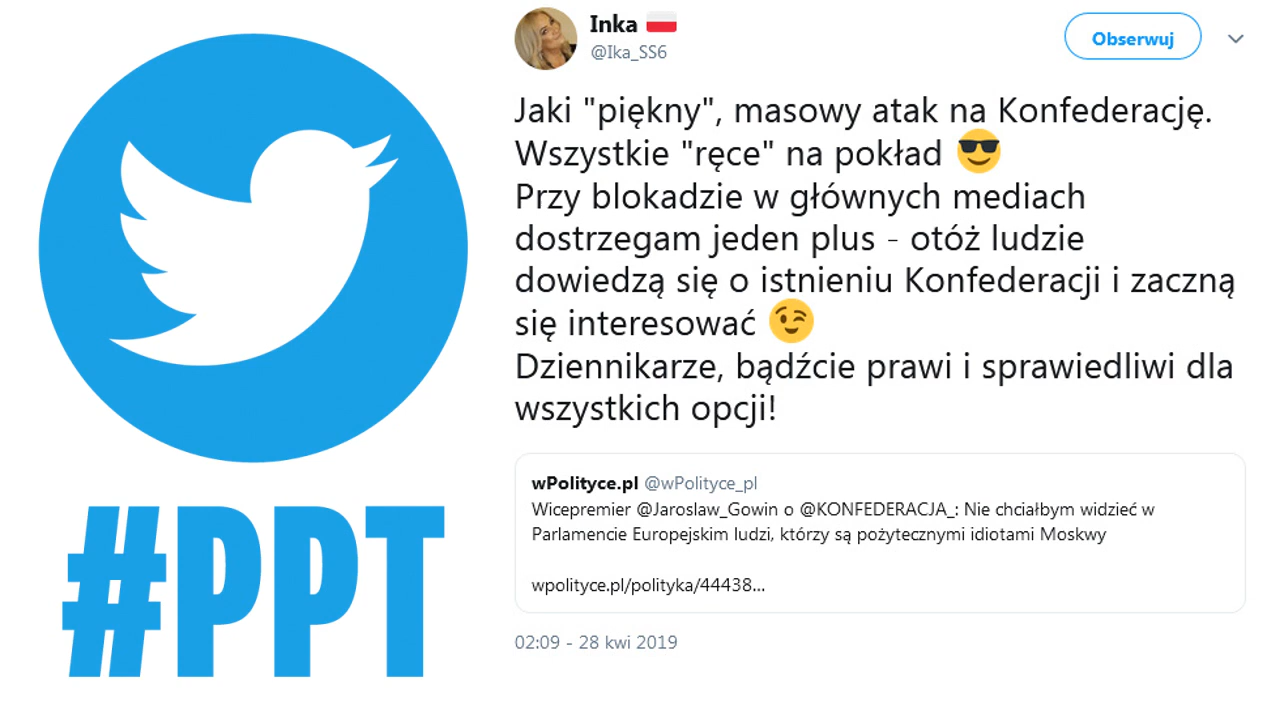 Inka
@Ika_SS6
Obserwuj
Jaki "piękny", masowy atak na Konfederację.
Wszystkie "ręce" na pokład 😎
Przy blokadzie w głównych mediach
dostrzegam jeden plus - otóż ludzie
dowiedzą się o istnieniu Konfederacji i zaczną
się interesować 😉
Dziennikarze, bądźcie prawi i sprawiedliwi dla
wszystkich opcji!
wPolityce.pl @wPolityce_pl
Wicepremier @Jaroslaw_Gowin o @KONFEDERACJA_: Nie chciałbym widzieć w
Parlamencie Europejskim ludzi, którzy są pożytecznymi idiotami Moskwy
wpolityce.pl/polityka/44438...
02:09 - 28 kwi 2019
#PPT